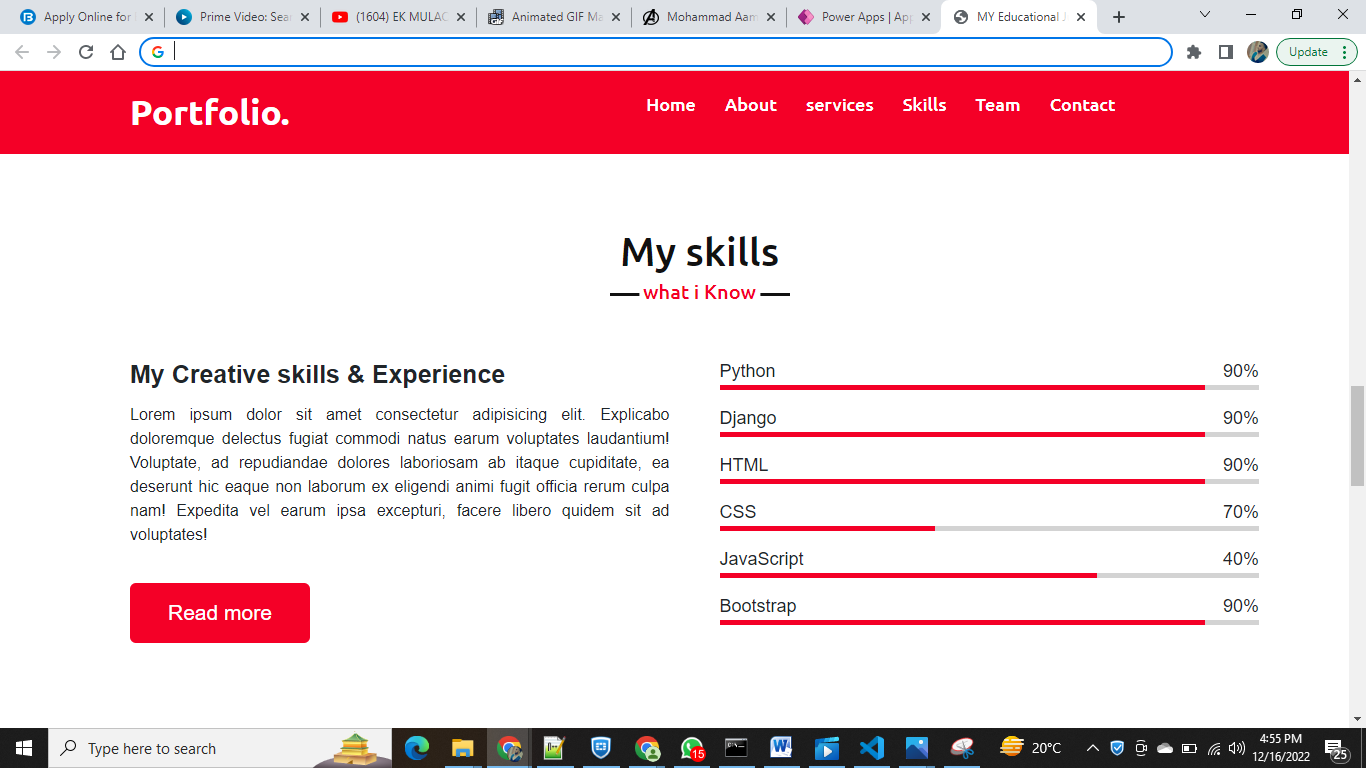 Apply Online for
Prime Video: Sea
(1604) EK MULAC
Animated GIF Ma
Mohammad Aam
Power Apps | App
MY Educational
Update
Portfolio.
Home About services Skills Team Contact
My skills
what i Know
My Creative skills & Experience
Lorem ipsum dolor sit amet consectetur adipisicing elit. Explicabo
doloremque delectus fugiat commodi natus earum voluptates laudantium!
Voluptate, ad repudiandae dolores laboriosam ab itaque cupiditate, ea
deserunt hic eaque non laborum ex eligendi animi fugit officia rerum culpa
nam! Expedita vel earum ipsa excepturi, facere libero quidem sit ad
voluptates!
Read more
Python 90%
Django 90%
HTML 90%
CSS 70%
JavaScript 40%
Bootstrap 90%
Type here to search
15
20°C
4:55 PM
12/16/2022
25